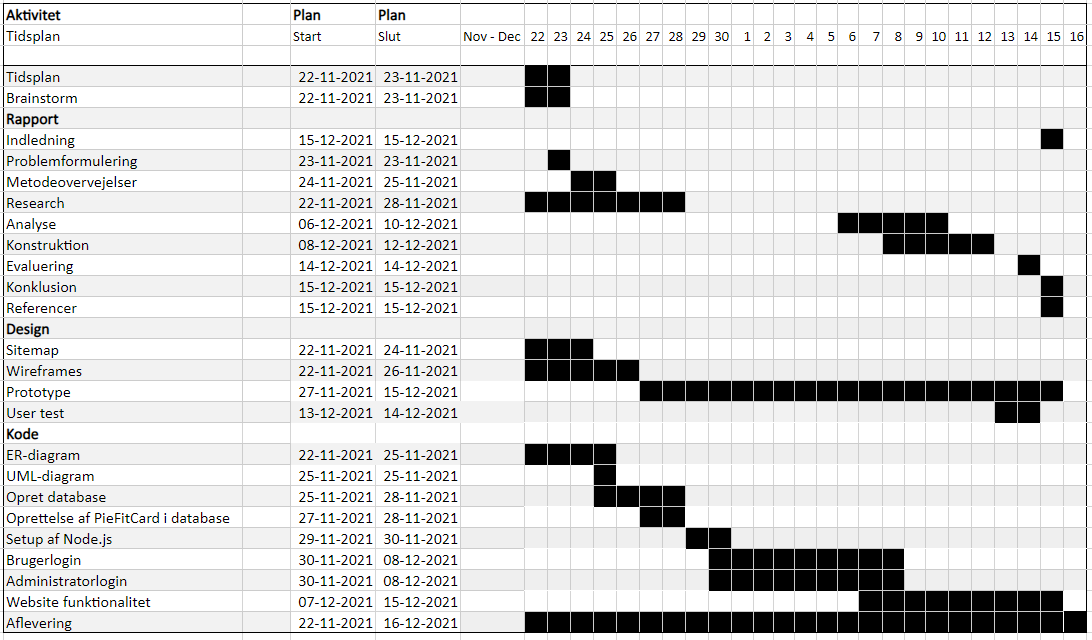 Aktivitet Plan Plan
Tidsplan Start Slut Nov - Dec 22 23 24 25 26 27 28 29 30 1 2 3 4 5 6 7 8 9 10 11 12 13 14 15 16
Tidsplan 22-11-2021 23-11-2021
Brainstorm 22-11-2021 23-11-2021
Rapport
Indledning 15-12-2021 15-12-2021
Problemformulering 23-11-2021 23-11-2021
Metodeovervejelser 24-11-2021 25-11-2021
Research 22-11-2021 28-11-2021
Analyse 06-12-2021 10-12-2021
Konstruktion 08-12-2021 12-12-2021
Evaluering 14-12-2021 14-12-2021
Konklusion 15-12-2021 15-12-2021
Referencer 15-12-2021 15-12-2021
Design
Sitemap 22-11-2021 24-11-2021
Wireframes 22-11-2021 26-11-2021
Prototype 27-11-2021 15-12-2021
User test 13-12-2021 14-12-2021
Kode
ER-diagram 22-11-2021 25-11-2021
UML-diagram 25-11-2021 25-11-2021
Opret database 25-11-2021 28-11-2021
Oprettelse af PieFitCard i database 27-11-2021 28-11-2021
Setup af Node.js 29-11-2021 30-11-2021
Brugerlogin 30-11-2021 08-12-2021
Administratorlogin 30-11-2021 08-12-2021
Website funktionalitet 07-12-2021 15-12-2021
Aflevering 22-11-2021 16-12-2021